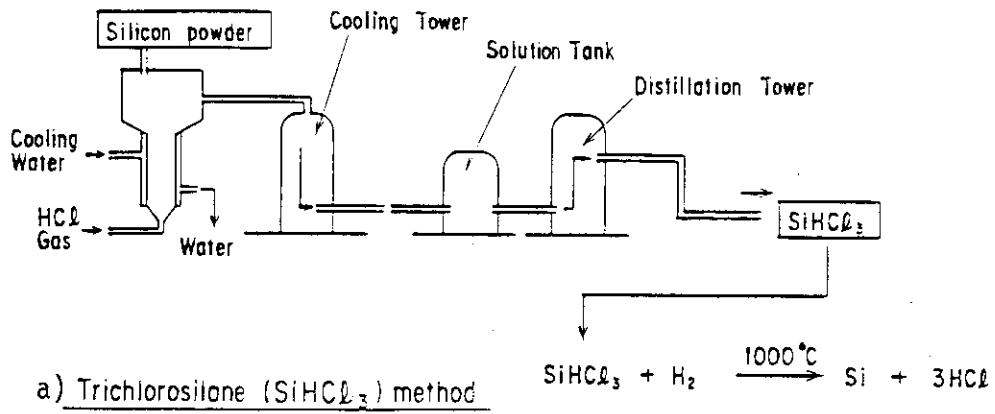 Silicon powder
Cooling Tower
Solution Tank
Distillation Tower
Cooling
Water
HCl
Gas
Water
SiHCl₃
SiHCl₃ + H₂ 1000°C → Si + 3HCl
a) Trichlorosilane (SiHCl₃) method